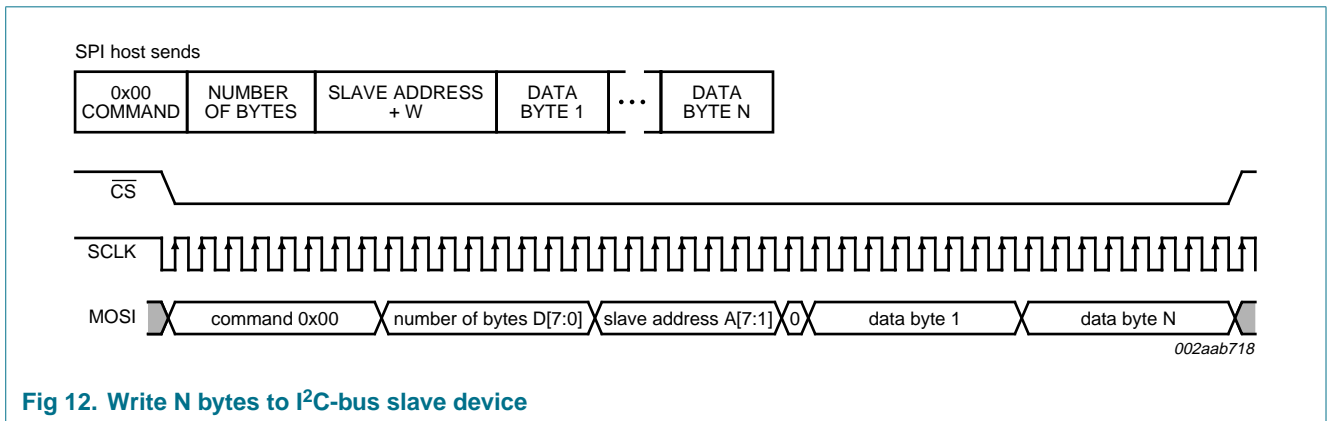 SPI host sends
0x00 COMMAND
NUMBER OF BYTES
SLAVE ADDRESS + W
DATA BYTE 1
...
DATA BYTE N
CS
SCLK
MOSI
command 0x00
number of bytes D[7:0]
slave address A[7:1]
0
data byte 1
data byte N
002aab718
Fig 12. Write N bytes to I²C-bus slave device